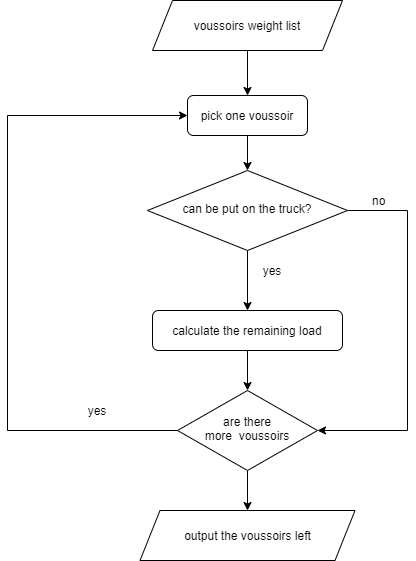 voussoirs weight list
pick one voussoir
can be put on the truck?
no
yes
calculate the remaining load
yes
are there
more voussoirs
output the voussoirs left